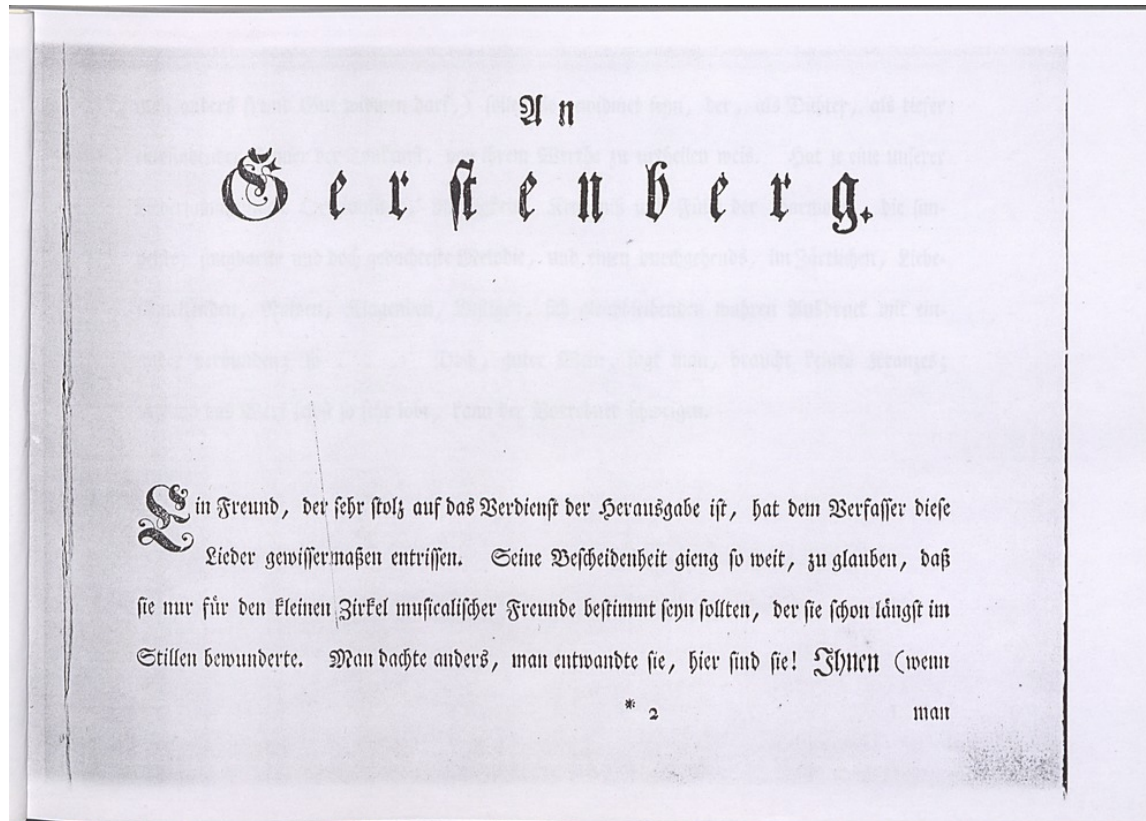 An
Gerstenberg.
Ein Freund, der sehr stolz auf das Verdienst der Herausgabe ist, hat dem Verfasser diese
Lieder gewissermaßen entrissen. Seine Bescheidenheit gieng so weit, zu glauben, daß
sie nur für den kleinen Zirkel musicalischer Freunde bestimmt seyn sollten, der sie schon längst im
Stillen bewunderte. Man dachte anders, man entwandte sie, hier sind sie! Ihnen (wenn
* 2
man